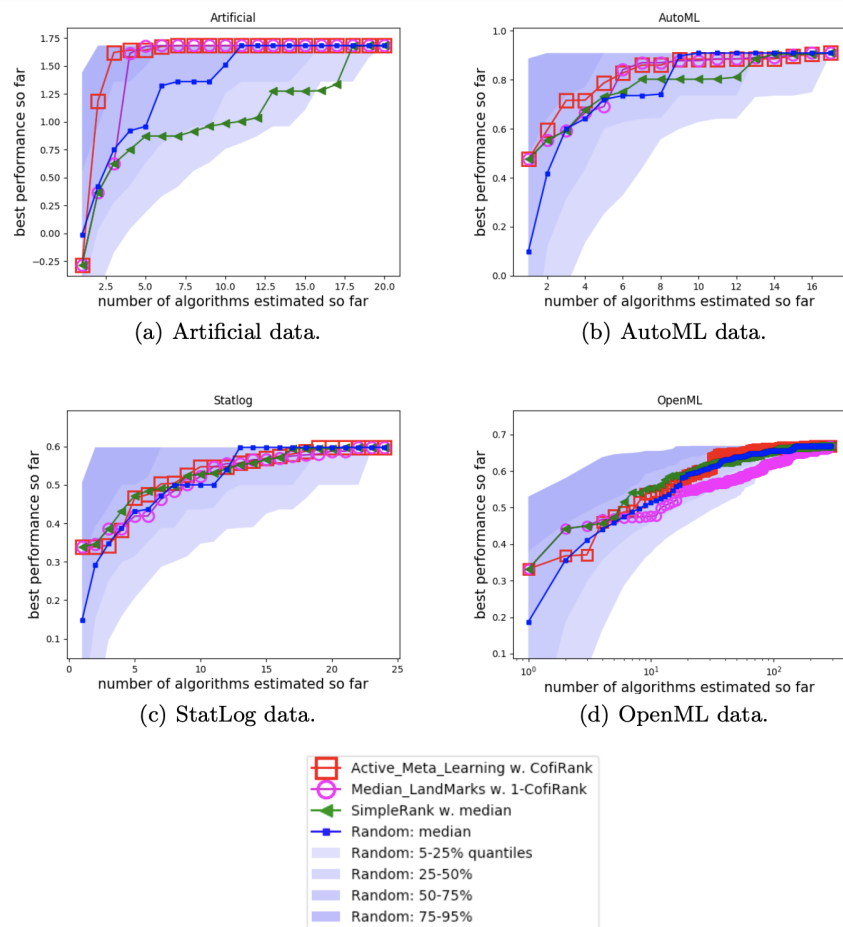 Artificial
best performance so far
1.75
1.50
1.25
1.00
0.75
0.50
0.25
0.00
−0.25
2.5 5.0 7.5 10.0 12.5 15.0 17.5 20.0
number of algorithms estimated so far
(a) Artificial data.
AutoML
best performance so far
1.0
0.8
0.6
0.4
0.2
0.0
2 4 6 8 10 12 14 16
number of algorithms estimated so far
(b) AutoML data.
Statlog
best performance so far
0.6
0.5
0.4
0.3
0.2
0.1
0 5 10 15 20 25
number of algorithms estimated so far
(c) StatLog data.
OpenML
best performance so far
0.7
0.6
0.5
0.4
0.3
0.2
0.1
10⁰ 10¹ 10²
number of algorithms estimated so far
(d) OpenML data.
Active_Meta_Learning w. CofiRank
Median_LandMarks w. 1-CofiRank
SimpleRank w. median
Random: median
Random: 5-25% quantiles
Random: 25-50%
Random: 50-75%
Random: 75-95%